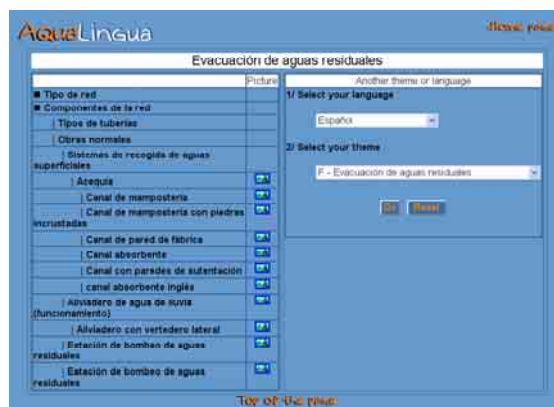 AquaLingua
Home page
Evacuación de aguas residuales
Picture
Another theme or language
■ Tipo de red
1/ Select your language
■ Componentes de la red
| Tipos de tuberías
Español
| Obras normales
| Sistemas de recogida de aguas
superficiales
2/ Select your theme
| Acequia
F - Evacuación de aguas residuales
| Canal de mampostería
| Canal de mampostería con piedras
incrustadas
Go Reset
| Canal de pared de fábrica
| Canal absorbente
| Canal con paredes de sutentación
| canal absorbente inglés
| Aliviadero de agua de lluvia
(funcionamiento)
| Aliviadero con vertedero lateral
| Estación de bombeo de aguas
residuales
| Estación de bombeo de aguas
residuales
Top of the page